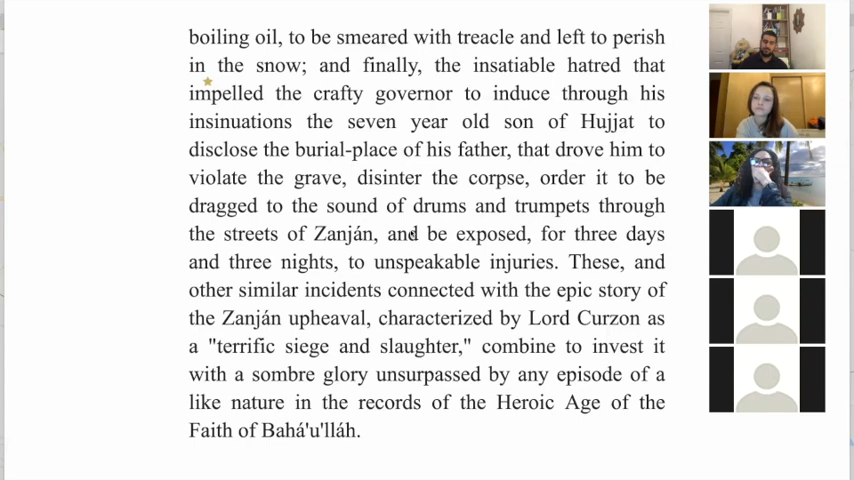 boiling oil, to be smeared with treacle and left to perish
in the snow; and finally, the insatiable hatred that
impelled the crafty governor to induce through his
insinuations the seven year old son of Hujjat to
disclose the burial-place of his father, that drove him to
violate the grave, disinter the corpse, order it to be
dragged to the sound of drums and trumpets through
the streets of Zanján, and be exposed, for three days
and three nights, to unspeakable injuries. These, and
other similar incidents connected with the epic story of
the Zanján upheaval, characterized by Lord Curzon as
a "terrific siege and slaughter," combine to invest it
with a sombre glory unsurpassed by any episode of a
like nature in the records of the Heroic Age of the
Faith of Bahá'u'lláh.